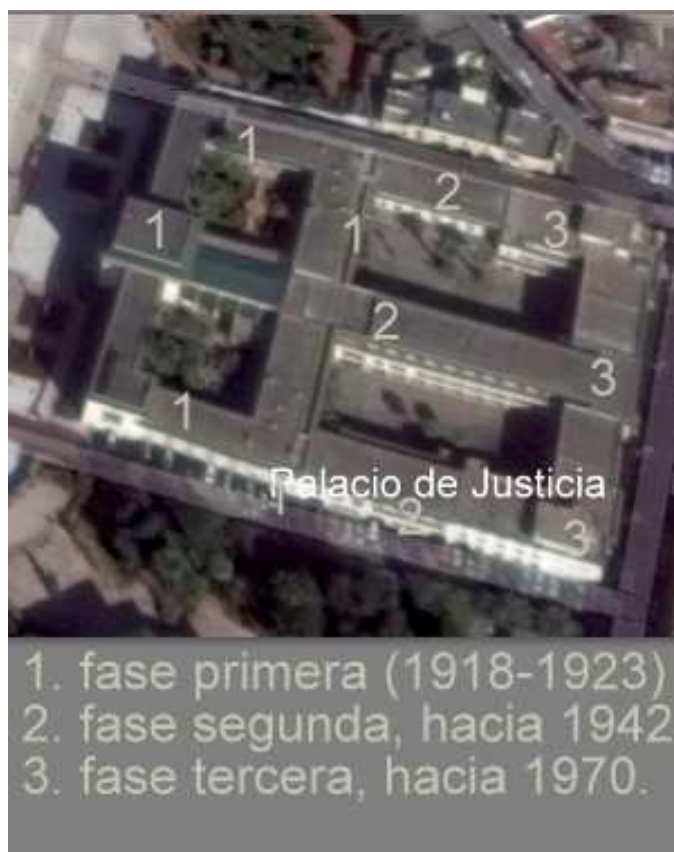 1
2
1 1 3
2
3
1
Palacio de Justicia
1 2
3
1. fase primera (1918-1923)
2. fase segunda, hacia 1942
3. fase tercera, hacia 1970.